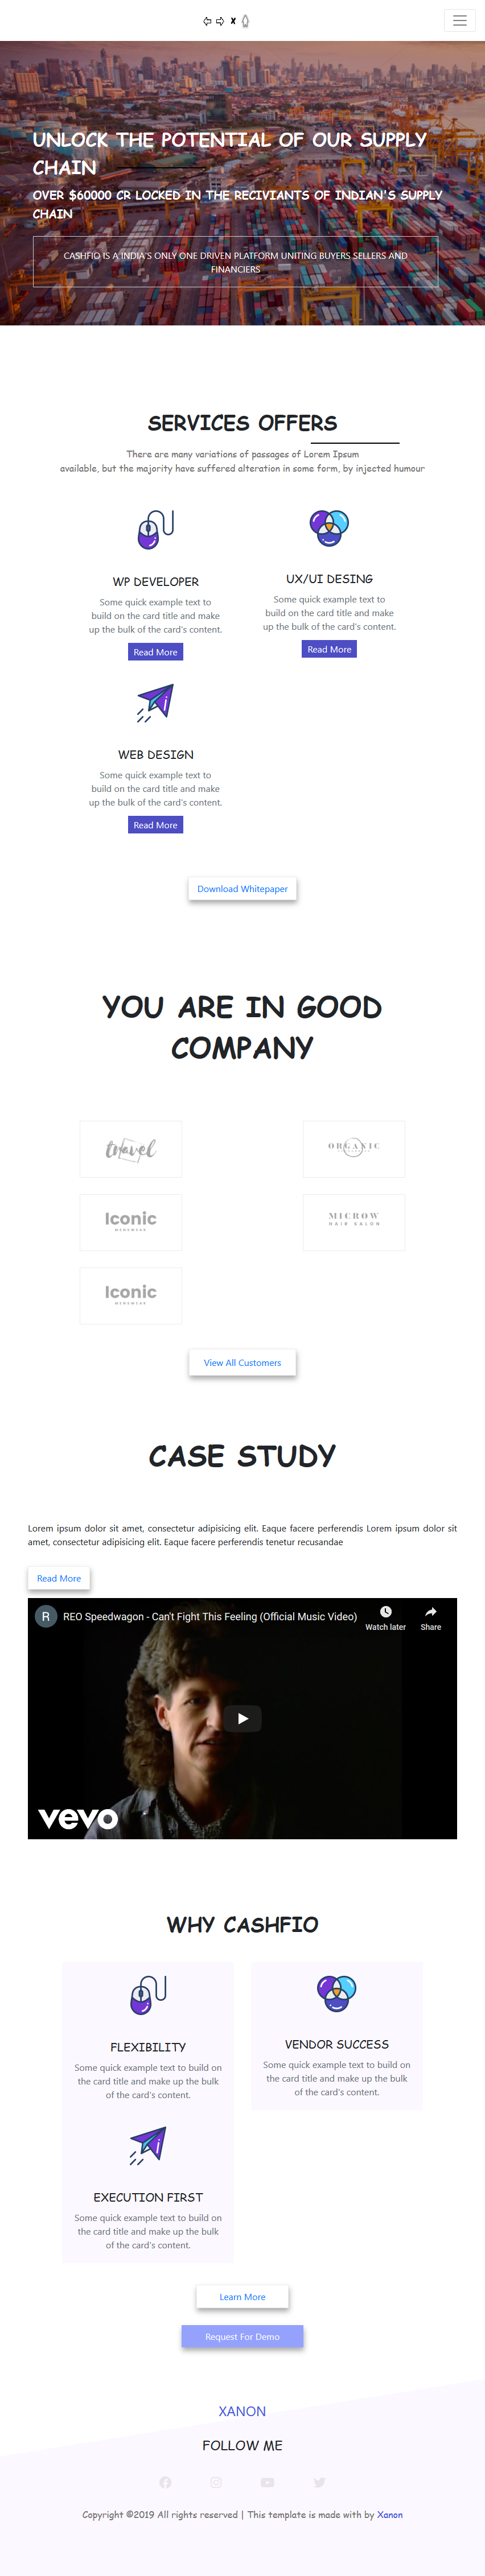 UNLOCK THE POTENTIAL OF OUR SUPPLY
CHAIN
OVER $60000 CR LOCKED IN THE RECIVIANTS OF INDIAN'S SUPPLY
CHAIN
CASHFIO IS A INDIA'S ONLY ONE DRIVEN PLATFORM UNITING BUYERS SELLERS AND
FINANCIERS
SERVICES OFFERS
There are many variations of passages of Lorem Ipsum
available, but the majority have suffered alteration in some form, by injected humour
WP DEVELOPER
Some quick example text to
build on the card title and make
up the bulk of the card's content.
Read More
UX/UI DESING
Some quick example text to
build on the card title and make
up the bulk of the card's content.
Read More
WEB DESIGN
Some quick example text to
build on the card title and make
up the bulk of the card's content.
Read More
Download Whitepaper
YOU ARE IN GOOD
COMPANY
travel
ORGANIC
Iconic
MENSWEAR
MICROW
HAIR SALON
Iconic
MENSWEAR
View All Customers
CASE STUDY
Lorem ipsum dolor sit amet, consectetur adipisicing elit. Eaque facere perferendis Lorem ipsum dolor sit
amet, consectetur adipisicing elit. Eaque facere perferendis tenetur recusandae
Read More
R
REO Speedwagon - Can't Fight This Feeling (Official Music Video)
Watch later
Share
vevo
WHY CASHFIO
FLEXIBILITY
Some quick example text to build on
the card title and make up the bulk
of the card's content.
VENDOR SUCCESS
Some quick example text to build on
the card title and make up the bulk
of the card's content.
EXECUTION FIRST
Some quick example text to build on
the card title and make up the bulk
of the card's content.
Learn More
Request For Demo
XANON
FOLLOW ME
Copyright ©2019 All rights reserved | This template is made with by Xanon